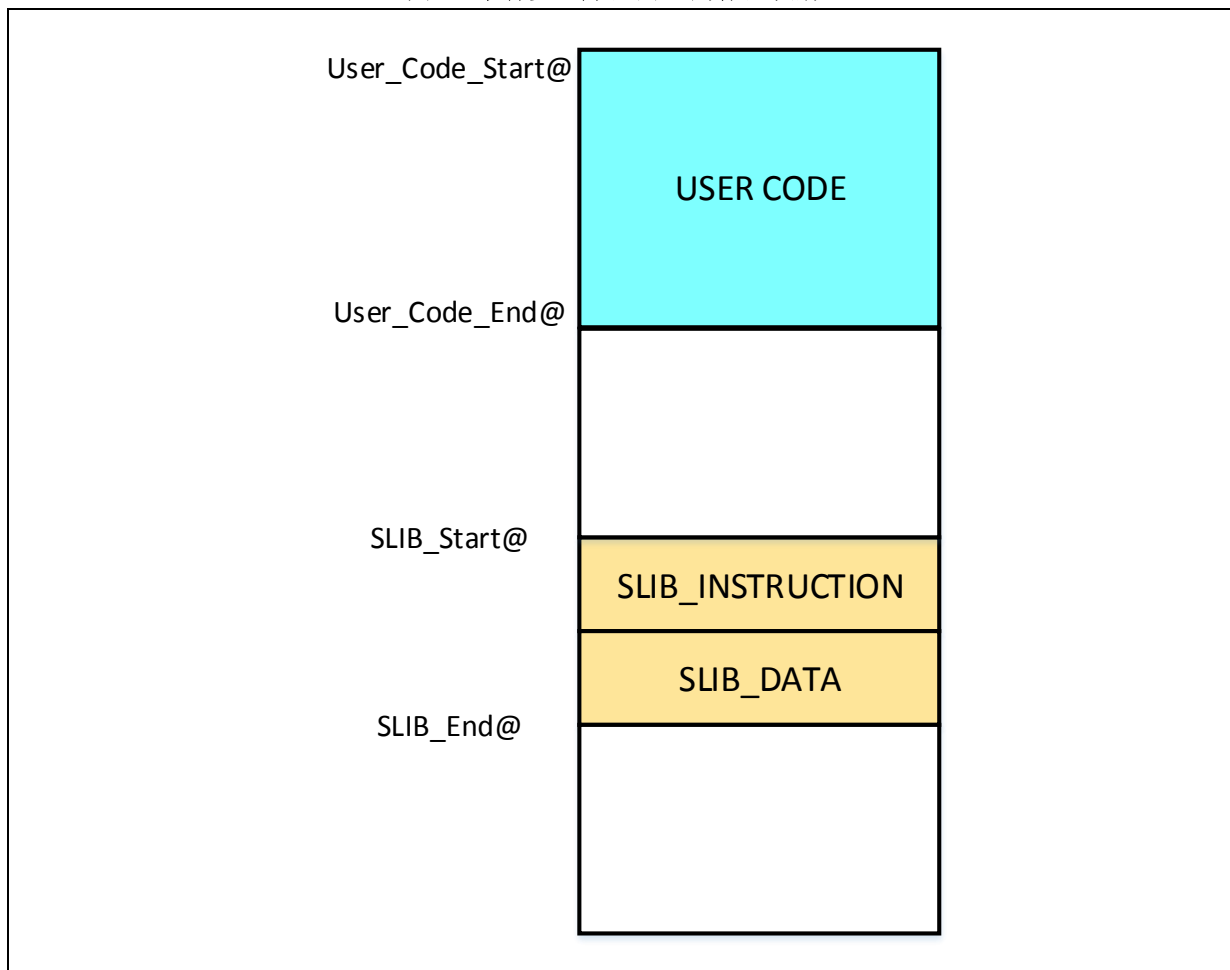 User_Code_Start@
USER CODE
User_Code_End@
SLIB_Start@
SLIB_INSTRUCTION
SLIB_DATA
SLIB_End@